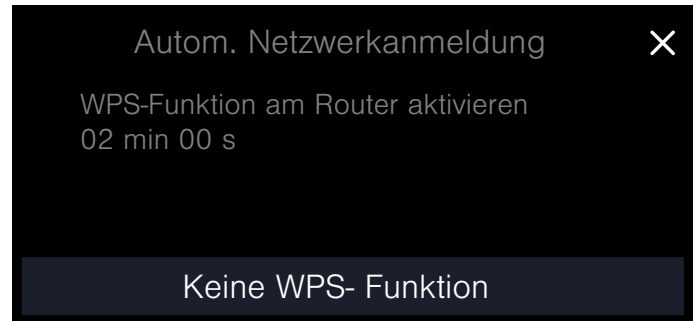 Autom. Netzwerkanmeldung
WPS-Funktion am Router aktivieren
02 min 00 s
Keine WPS- Funktion